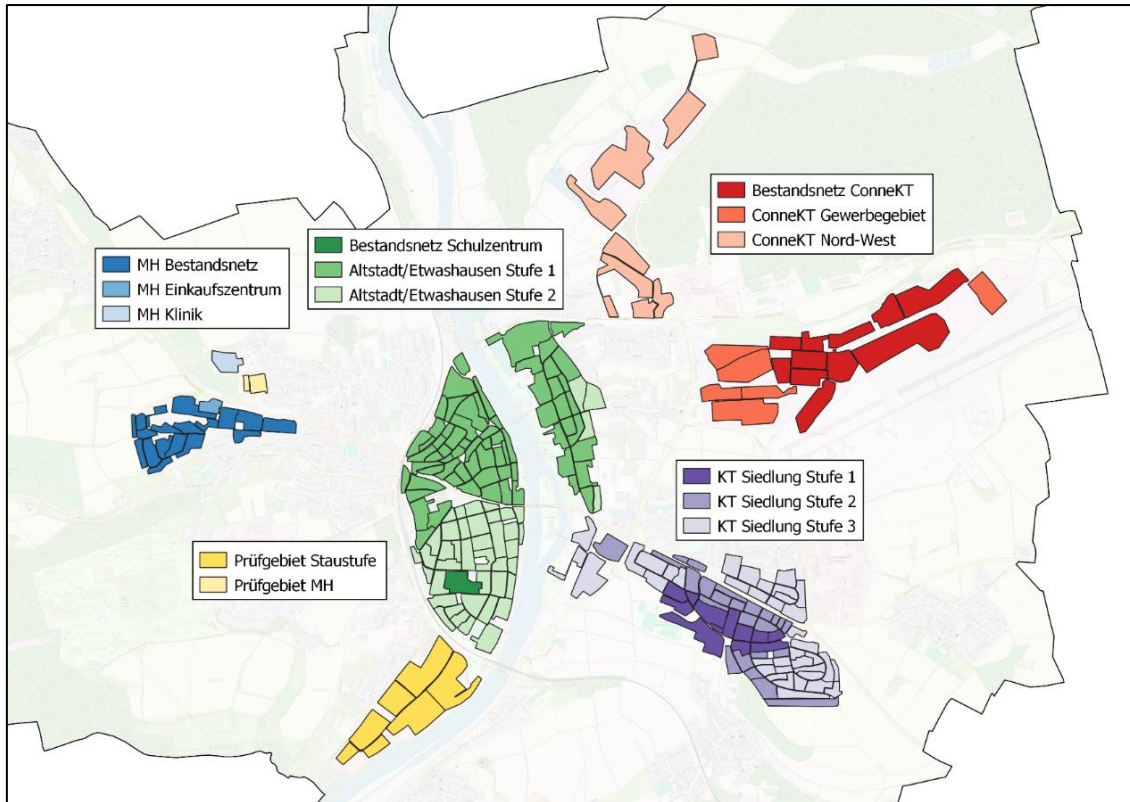 Bestandsnetz ConneKT
ConneKT Gewerbegebiet
ConneKT Nord-West
Bestandsnetz Schulzentrum
Altstadt/Etwashausen Stufe 1
Altstadt/Etwashausen Stufe 2
MH Bestandsnetz
MH Einkaufszentrum
MH Klinik
KT Siedlung Stufe 1
KT Siedlung Stufe 2
KT Siedlung Stufe 3
Prüfgebiet Staustufe
Prüfgebiet MH